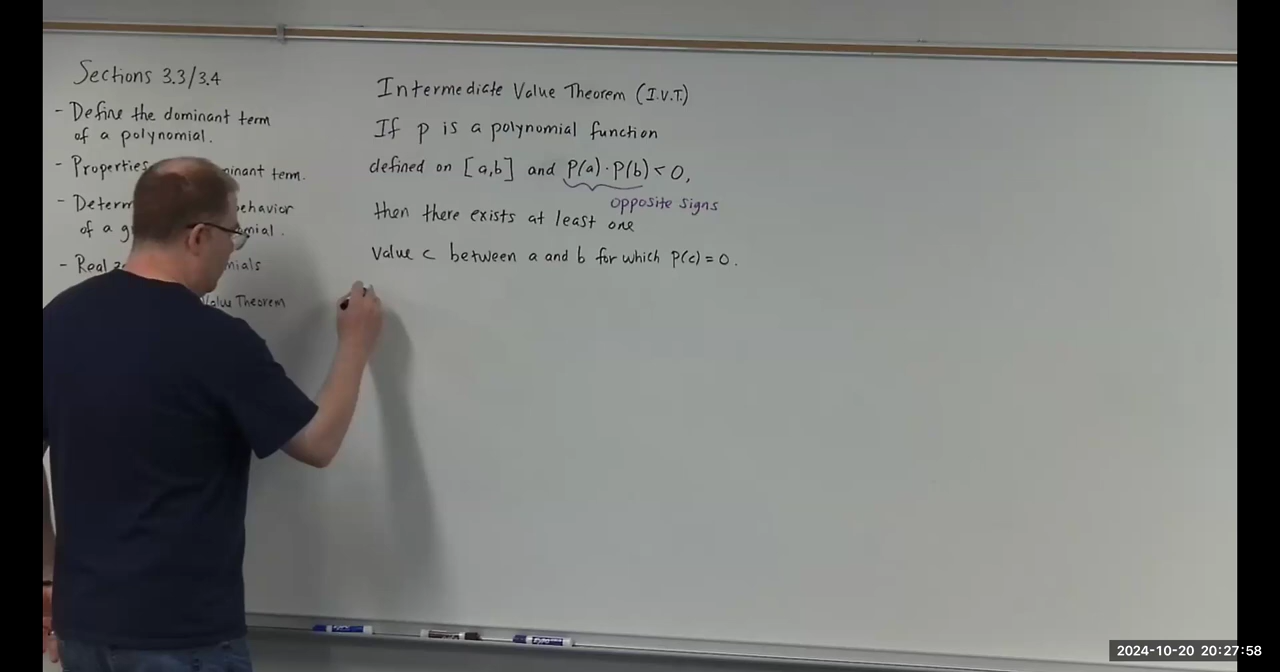 Sections 3.3/3.4
- Define the dominant term
of a polynomial.
- Properties inant term.
- Determ ehavior
of a g omial.
- Real z mials
Value Theorem
Intermediate Value Theorem (I.V.T.)
If p is a polynomial function
defined on [a,b] and P(a)·P(b)<0,
opposite signs
then there exists at least one
Value c between a and b for which p(c)=0.
2024-10-20 20:27:58